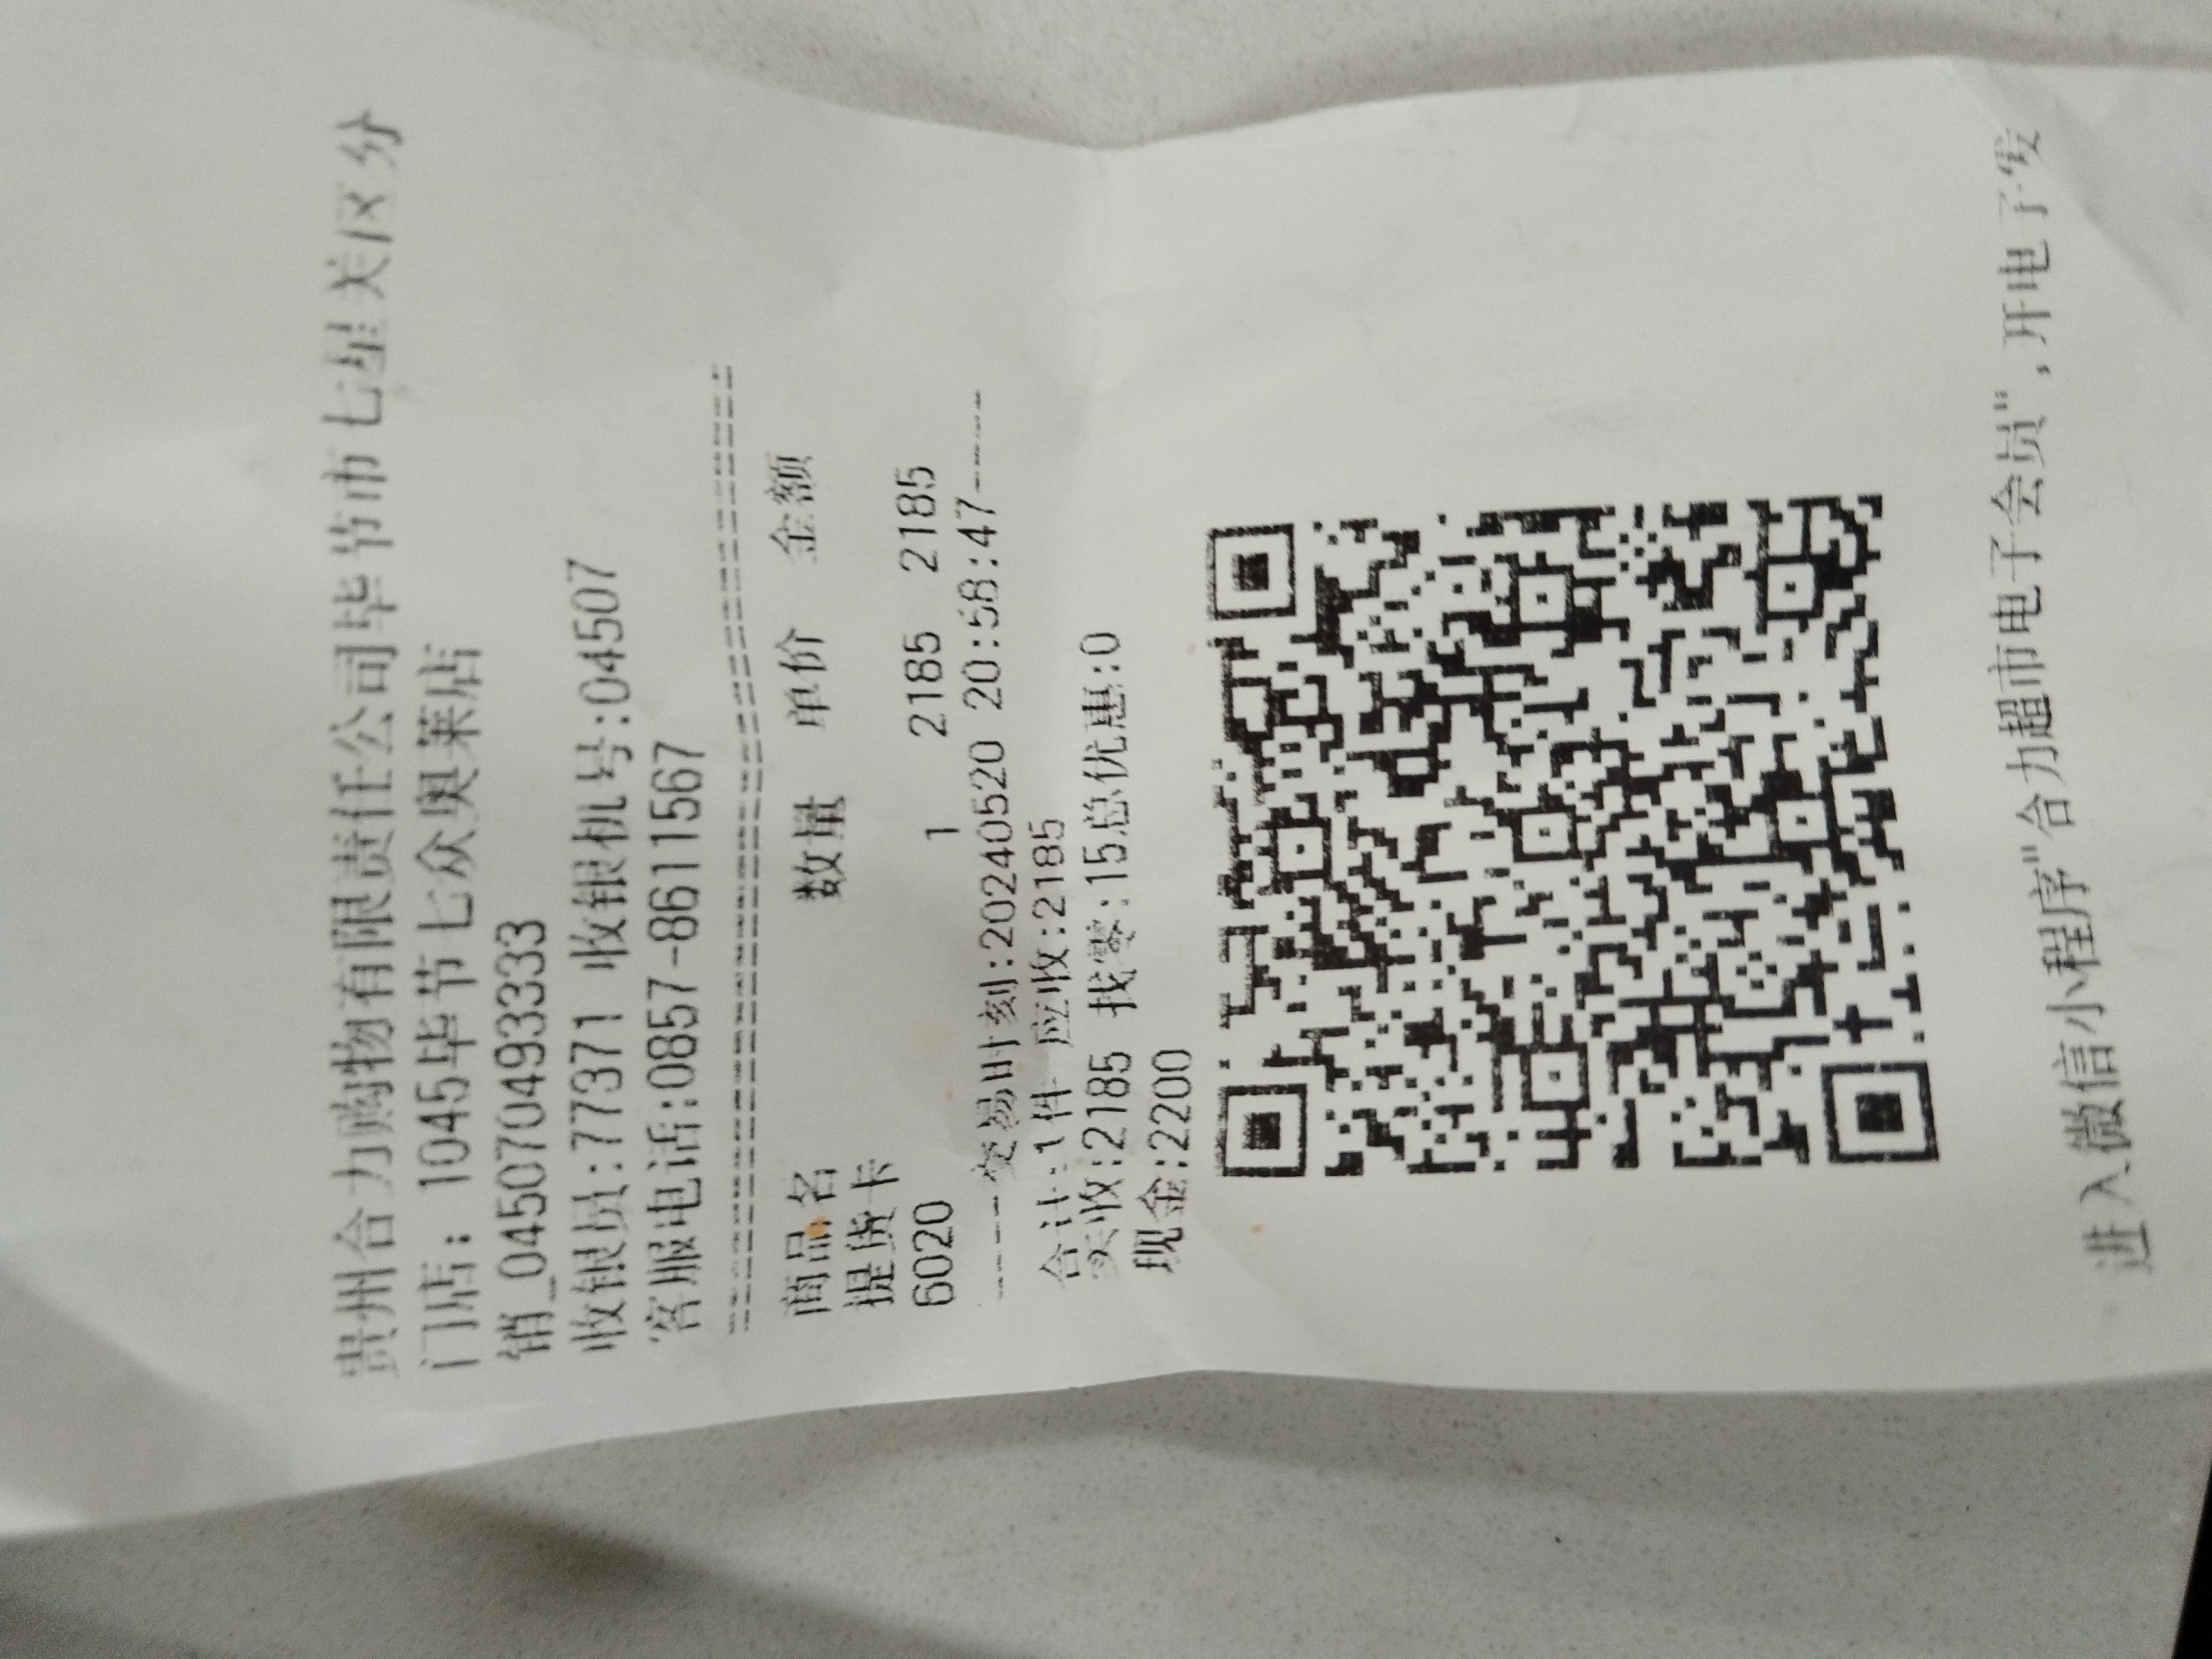 贵州合力购物有限责任公司毕节市七星关区分
门店：1045毕节七众奥莱店
销_045070493333
收银员:77371 收银机号:04507
客服电话:0857-8611567
==========================================
商品名 数量 单价 金额
提货卡
6020 1 2185 2185
----交易时刻:20240520 20:58:47-----
合计:1件 应收:2185
实收:2185 找零:15总优惠:0
现金:2200
进入微信小程序"合力超市电子会员",开电子发